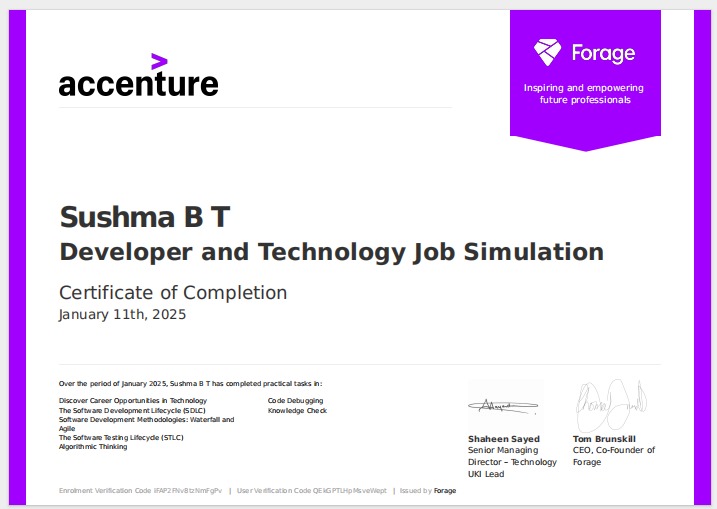 accenture
Forage
Inspiring and empowering
future professionals
Sushma B T
Developer and Technology Job Simulation
Certificate of Completion
January 11th, 2025
Over the period of January 2025, Sushma B T has completed practical tasks in:
Discover Career Opportunities in Technology
The Software Development Lifecycle (SDLC)
Software Development Methodologies: Waterfall and
Agile
The Software Testing Lifecycle (STLC)
Algorithmic Thinking
Code Debugging
Knowledge Check
Shaheen Sayed
Senior Managing
Director – Technology
UKI Lead
Tom Brunskill
CEO, Co-Founder of
Forage
Enrolment Verification Code | User Verification Code | Issued by Forage